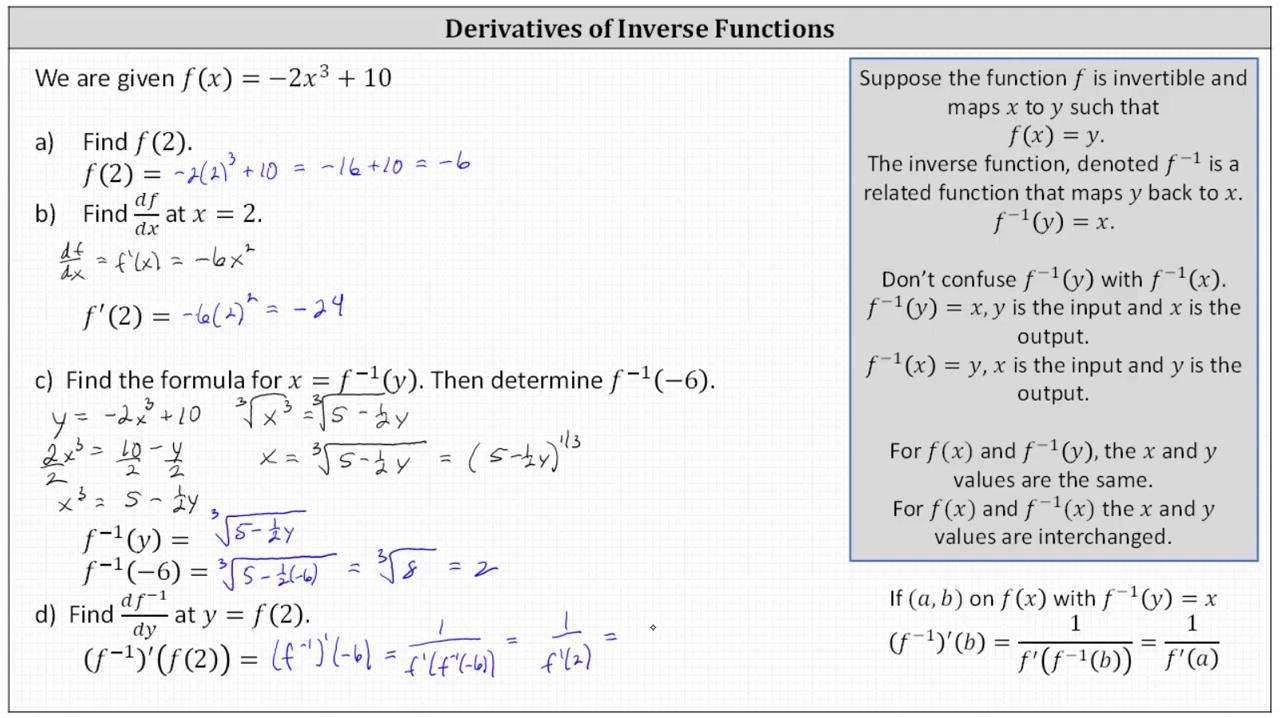 Derivatives of Inverse Functions
We are given f(x) = −2x³ + 10
a) Find f(2).
f(2) = -2(2)³ + 10 = -16 + 10 = -6
b) Find df/dx at x = 2.
df/dx = f'(x) = -6x²
f′(2) = -6(2)² = -24
c) Find the formula for x = f⁻¹(y). Then determine f⁻¹(−6).
y = -2x³ + 10 ∛x³ = ∛(5 - ½y)
2x³/2 = 10/2 - y/2 x = ∛(5 - ½y) = (5 - ½y)^1/3
x³ = 5 - ½y
f⁻¹(y) = ∛(5 - ½y)
f⁻¹(−6) = ∛(5 - ½(-6)) = ∛8 = 2
d) Find df⁻¹/dy at y = f(2).
(f⁻¹)′(f(2)) = (f⁻¹)'(-6) = 1/f'(f⁻¹(-6)) = 1/f'(2) =
Suppose the function f is invertible and
maps x to y such that
f(x) = y.
The inverse function, denoted f⁻¹ is a
related function that maps y back to x.
f⁻¹(y) = x.
Don't confuse f⁻¹(y) with f⁻¹(x).
f⁻¹(y) = x, y is the input and x is the
output.
f⁻¹(x) = y, x is the input and y is the
output.
For f(x) and f⁻¹(y), the x and y
values are the same.
For f(x) and f⁻¹(x) the x and y
values are interchanged.
If (a, b) on f(x) with f⁻¹(y) = x
(f⁻¹)′(b) = 1/f′(f⁻¹(b)) = 1/f′(a)